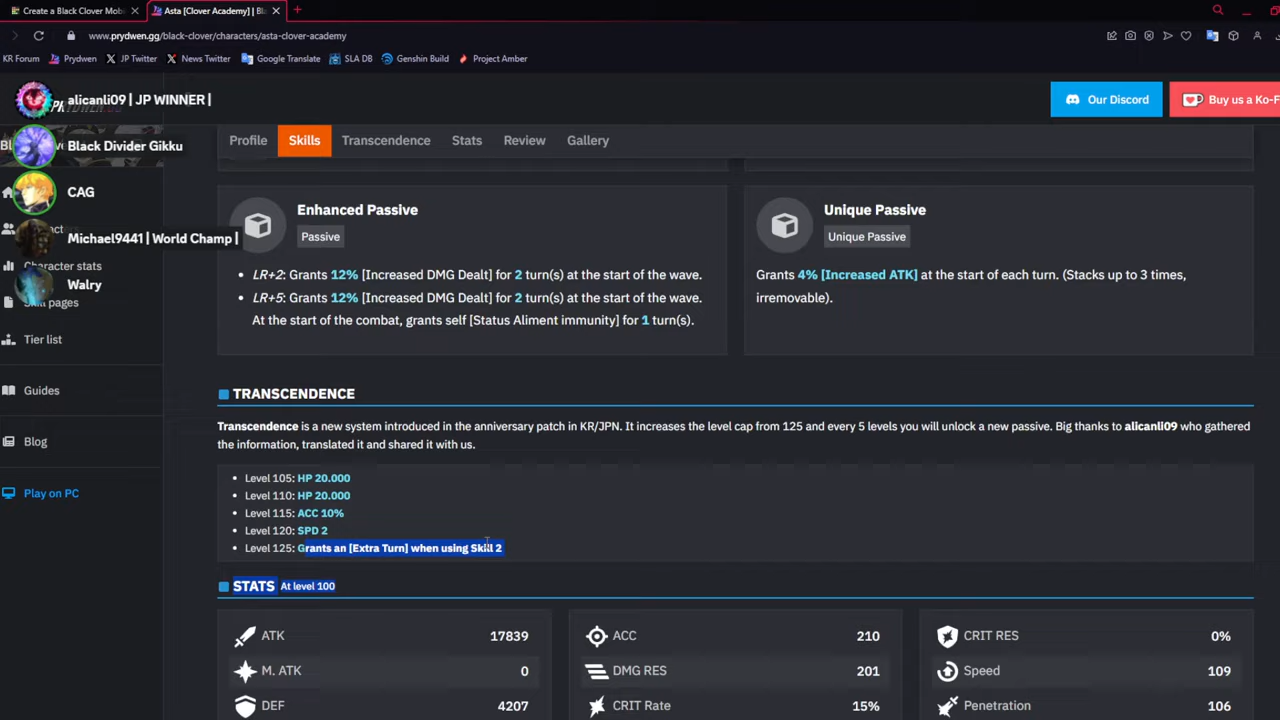 Create a Black Clover Mobi
Asta [Clover Academy] | Bla
www.prydwen.gg/black-clover/characters/asta-clover-academy
KR Forum
Prydwen
JP Twitter
News Twitter
Google Translate
SLA DB
Genshin Build
Project Amber
alicanli09 | JP WINNER |
Our Discord
Buy us a Ko-F
Black Divider Gikku
Profile
Skills
Transcendence
Stats
Review
Gallery
CAG
Michael9441 | World Champ |
Character stats
Walry
Skill pages
Tier list
Guides
Blog
Play on PC
Enhanced Passive
Passive
• LR+2: Grants 12% [Increased DMG Dealt] for 2 turn(s) at the start of the wave.
• LR+5: Grants 12% [Increased DMG Dealt] for 2 turn(s) at the start of the wave.
At the start of the combat, grants self [Status Aliment immunity] for 1 turn(s).
Unique Passive
Unique Passive
Grants 4% [Increased ATK] at the start of each turn. (Stacks up to 3 times,
irremovable).
TRANSCENDENCE
Transcendence is a new system introduced in the anniversary patch in KR/JPN. It increases the level cap from 125 and every 5 levels you will unlock a new passive. Big thanks to alicanli09 who gathered
the information, translated it and shared it with us.
• Level 105: HP 20.000
• Level 110: HP 20.000
• Level 115: ACC 10%
• Level 120: SPD 2
• Level 125: Grants an [Extra Turn] when using Skill 2
STATS At level 100
ATK 17839
ACC 210
CRIT RES 0%
M. ATK 0
DMG RES 201
Speed 109
DEF 4207
CRIT Rate 15%
Penetration 106